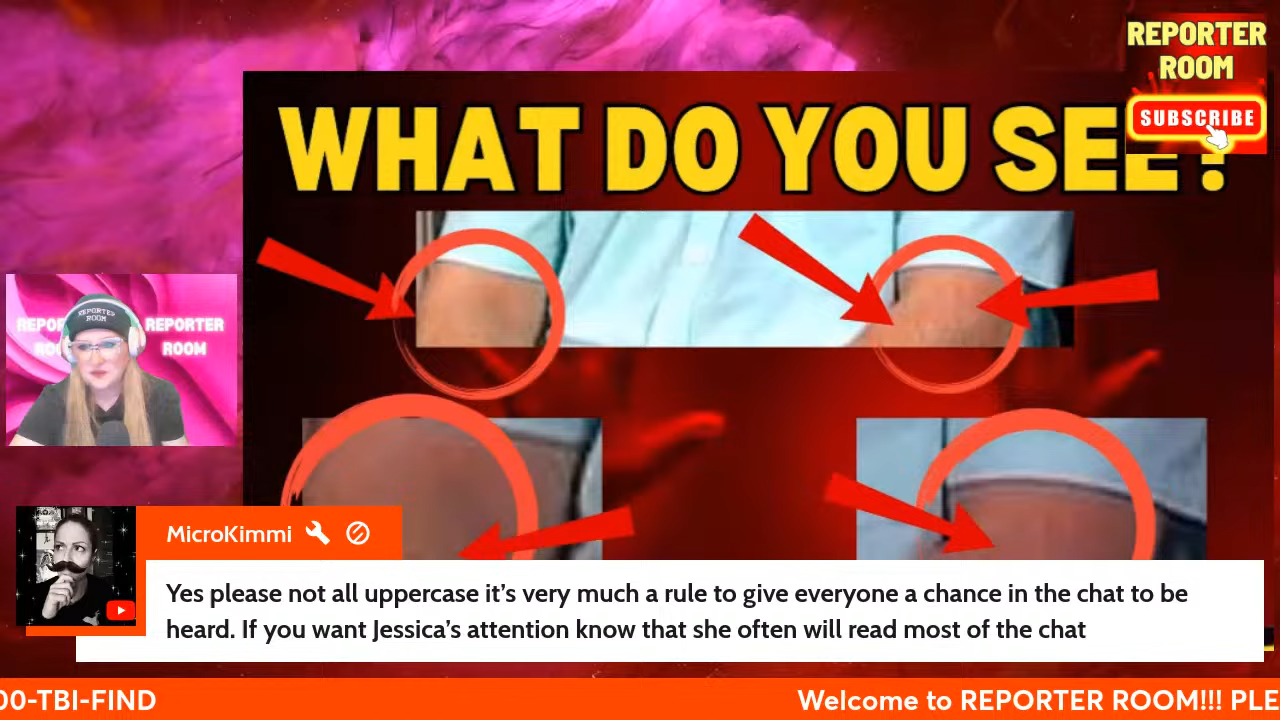 REPORTER
ROOM
SUBSCRIBE
WHAT DO YOU SEE?
REPORTER
ROOM
REPORTER
ROOM
MicroKimmi
Yes please not all uppercase it’s very much a rule to give everyone a chance in the chat to be
heard. If you want Jessica’s attention know that she often will read most of the chat
00-TBI-FIND
Welcome to REPORTER ROOM!!! PLE